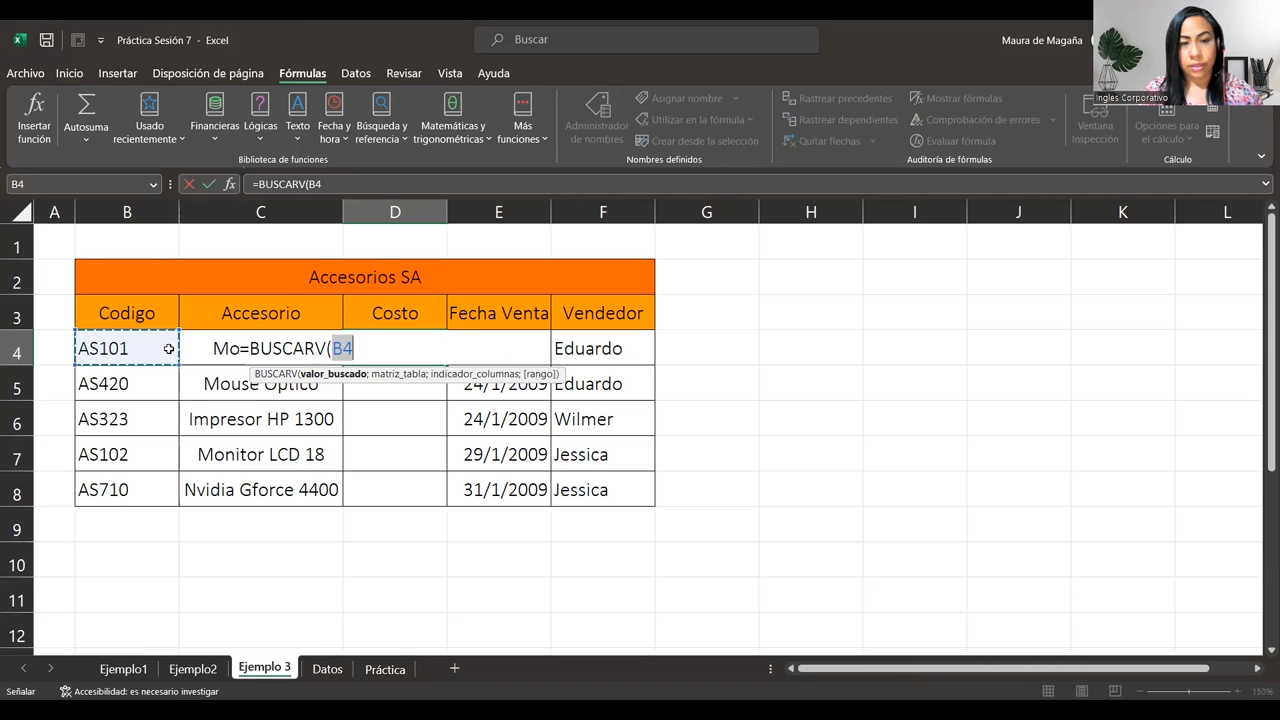 Práctica Sesión 7 - Excel
Buscar
Maura de Magaña
Ingles Corporativo
Archivo Inicio Insertar Disposición de página Fórmulas Datos Revisar Vista Ayuda
Insertar función
Autosuma
Usado recientemente
Financieras
Lógicas
Texto
Fecha y hora
Búsqueda y referencia
Matemáticas y trigonométricas
Más funciones
Biblioteca de funciones
Administrador de nombres
Asignar nombre
Utilizar en la fórmula
Crear desde la selección
Nombres definidos
Rastrear precedentes
Rastrear dependientes
Quitar flechas
Mostrar fórmulas
Comprobación de errores
Evaluar fórmula
Auditoría de fórmulas
Ventana Inspección
Opciones para el cálculo
Cálculo
B4 fx =BUSCARV(B4
A B C D E F G H I J K L
1
2 Accesorios SA
3 Codigo Accesorio Costo Fecha Venta Vendedor
4 AS101 Mo=BUSCARV(B4 Eduardo
BUSCARV(valor_buscado; matriz_tabla; indicador_columnas; [rango])
5 AS420 Mouse Optico 24/1/2009 Eduardo
6 AS323 Impresor HP 1300 24/1/2009 Wilmer
7 AS102 Monitor LCD 18 29/1/2009 Jessica
8 AS710 Nvidia Gforce 4400 31/1/2009 Jessica
9
10
11
12
Ejemplo1 Ejemplo2 Ejemplo 3 Datos Práctica
Señalar Accesibilidad: es necesario investigar 150%